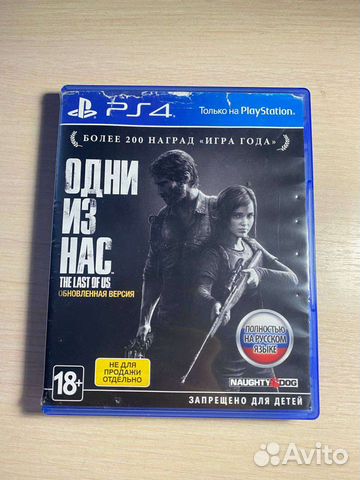 PS4
Только на PlayStation®
БОЛЕЕ 200 НАГРАД «ИГРА ГОДА»
ОДНИ
ИЗ
НАС
THE LAST OF US
ОБНОВЛЕННАЯ ВЕРСИЯ
ПОЛНОСТЬЮ
НА РУССКОМ
ЯЗЫКЕ
НЕ ДЛЯ
ПРОДАЖИ
ОТДЕЛЬНО
18+
NAUGHTY DOG
ЗАПРЕЩЕНО ДЛЯ ДЕТЕЙ
Avito